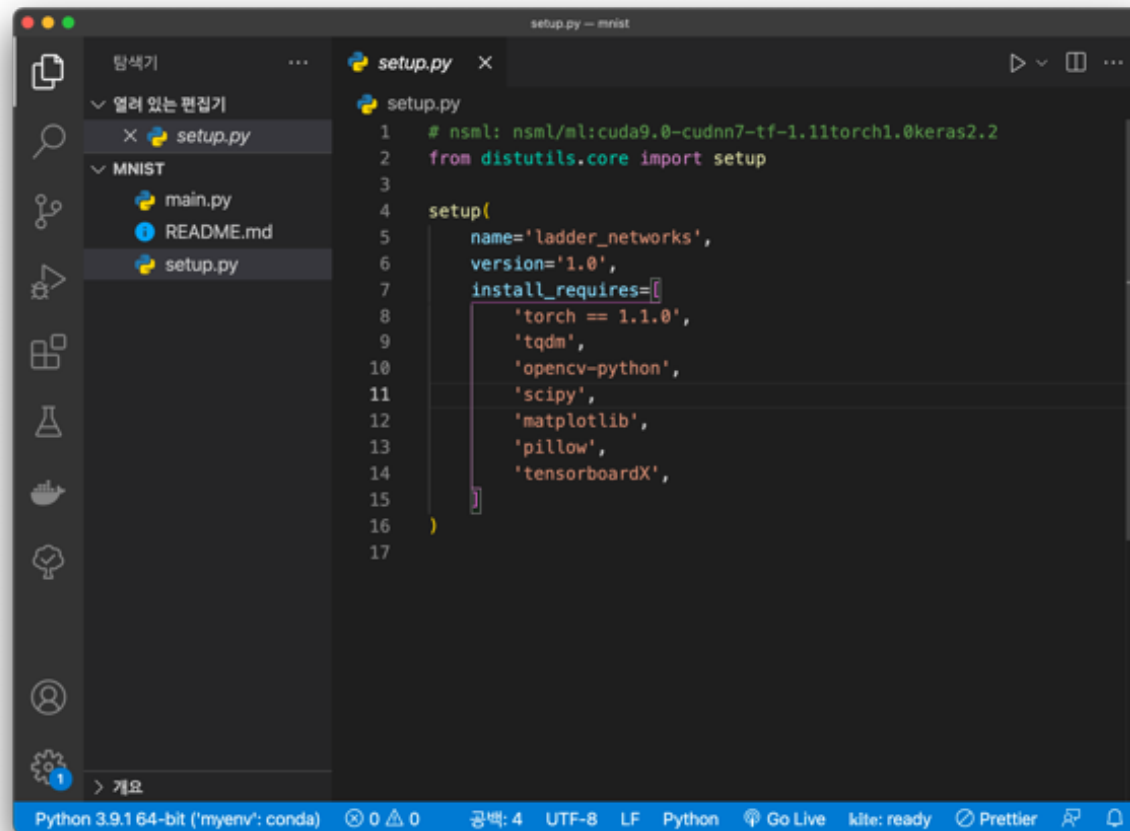 setup.py — mnist
탐색기
열려 있는 편집기
setup.py
MNIST
main.py
README.md
setup.py
개요
setup.py
setup.py
1 # nsml: nsml/ml:cuda9.0-cudnn7-tf-1.11torch1.0keras2.2
2 from distutils.core import setup
3
4 setup(
5     name='ladder_networks',
6     version='1.0',
7     install_requires=[
8         'torch == 1.1.0',
9         'tqdm',
10         'opencv-python',
11         'scipy',
12         'matplotlib',
13         'pillow',
14         'tensorboardX',
15     ]
16 )
17
1
Python 3.9.1 64-bit ('myenv': conda) 0 0 공백: 4 UTF-8 LF Python Go Live kite: ready Prettier